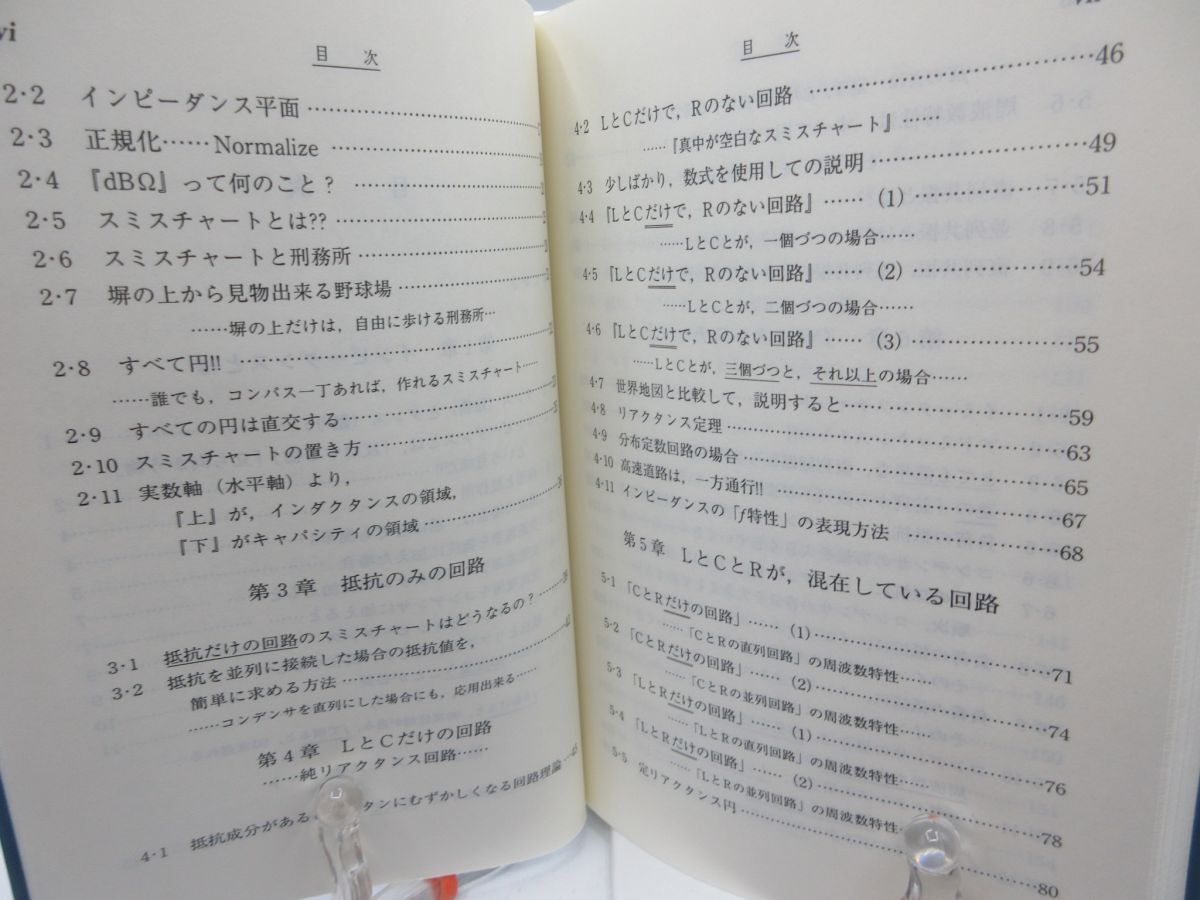 vi
目 次
2・2 インピーダンス平面……………………
2・3 正規化……Normalize……………………
2・4 『dBΩ』って何のこと?……………………
2・5 スミスチャートとは??……………………
2・6 スミスチャートと刑務所……………………
2・7 塀の上から見物出来る野球場……………………
……塀の上だけは，自由に歩ける刑務所…
2・8 すべて円!!……………………
……誰でも，コンパス一丁あれば，作れるスミスチャート……
2・9 すべての円は直交する……………………
2・10 スミスチャートの置き方……………………
2・11 実数軸（水平軸）より，
『上』が，インダクタンスの領域，
『下』がキャパシティの領域……………………
第3章 抵抗のみの回路
3・1 抵抗だけの回路のスミスチャートはどうなるの?……
3・2 抵抗を並列に接続した場合の抵抗値を，
簡単に求める方法……………………
……コンデンサを直列にした場合にも，応用出来る……
第4章 LとCだけの回路
……純リアクタンス回路……
4・1 抵抗成分がある タンにむずかしくなる回路理論…45
目 次
4・2 LとCだけで，Rのない回路……………………46
……『真中が空白なスミスチャート』……
4・3 少しばかり，数式を使用しての説明……………………49
4・4 『LとCだけで，Rのない回路』……（1）……………………51
……LとCとが，一個づつの場合……
4・5 『LとCだけで，Rのない回路』……（2）……………………54
……LとCとが，二個づつの場合……
4・6 『LとCだけで，Rのない回路』……（3）……………………55
……LとCとが，三個づつと，それ以上の場合……
4・7 世界地図と比較して，説明すると……………………59
4・8 リアクタンス定理……………………63
4・9 分布定数回路の場合……………………65
4・10 高速道路は，一方通行!!……………………67
4・11 インピーダンスの「f特性」の表現方法……………………68
第5章 LとCとRが，混在している回路
5・1 「CとRだけの回路」……（1）……………………71
……「CとRの直列回路」の周波数特性……
5・2 「CとRだけの回路」……（2）……………………74
……「CとRの並列回路」の周波数特性……
5・3 「LとRだけの回路」……（1）……………………76
……「LとRの直列回路」の周波数特性……
5・4 「LとRだけの回路」……（2）……………………78
……「LとRの並列回路」の周波数特性……
5・5 定リアクタンス円……………………80